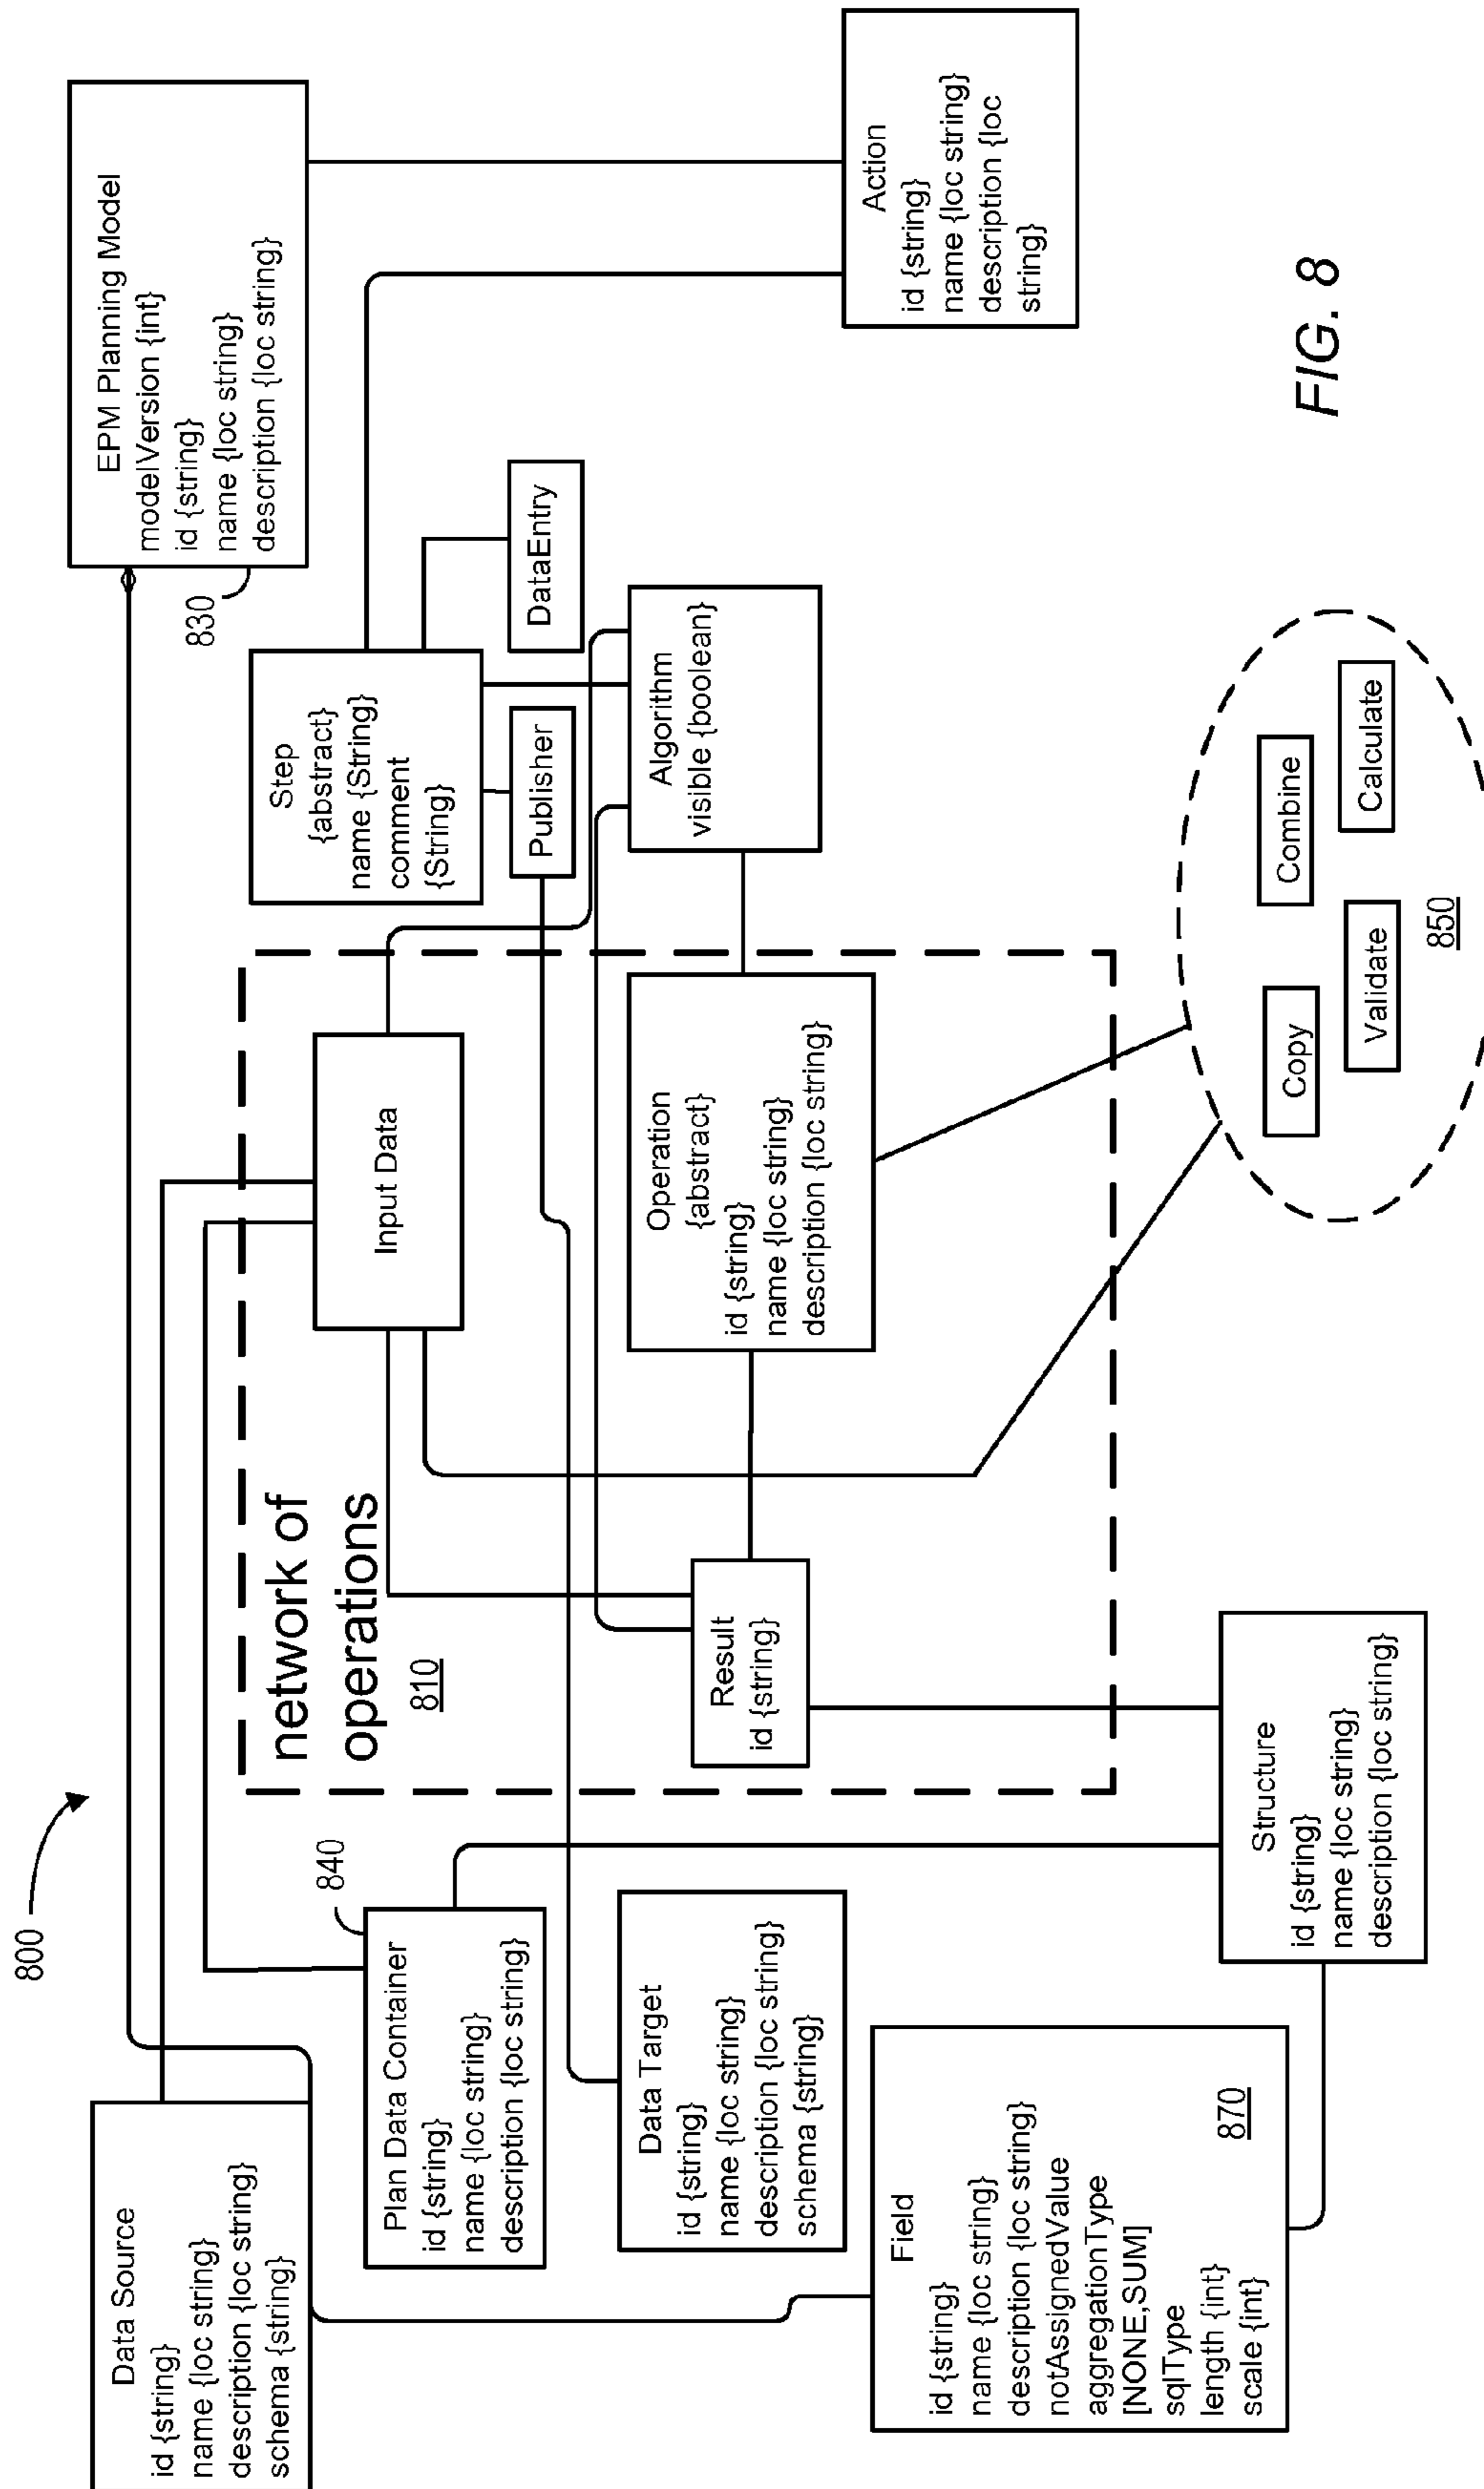 800
Data Source
id {string}
name {loc string}
description {loc string}
schema {string}
EPM Planning Model
modelVersion {int}
id {string}
name {loc string}
description {loc string}
830
Plan Data Container
id {string}
name {loc string}
description {loc string}
840
network of
operations
810
Input Data
Step
{abstract}
name {String}
comment
{String}
Publisher
DataEntry
Data Target
id {string}
name {loc string}
description {loc string}
schema {string}
Result
id {string}
Operation
{abstract}
id {string}
name {loc string}
description {loc string}
Algorithm
visible {boolean}
Action
id {string}
name {loc string}
description {loc
string}
Field
id {string}
name {loc string}
description {loc string}
notAssignedValue
aggregationType
[NONE,SUM]
sqlType
length {int}
scale {int}
870
Structure
id {string}
name {loc string}
description {loc string}
Copy
Combine
Validate
Calculate
850
FIG. 8